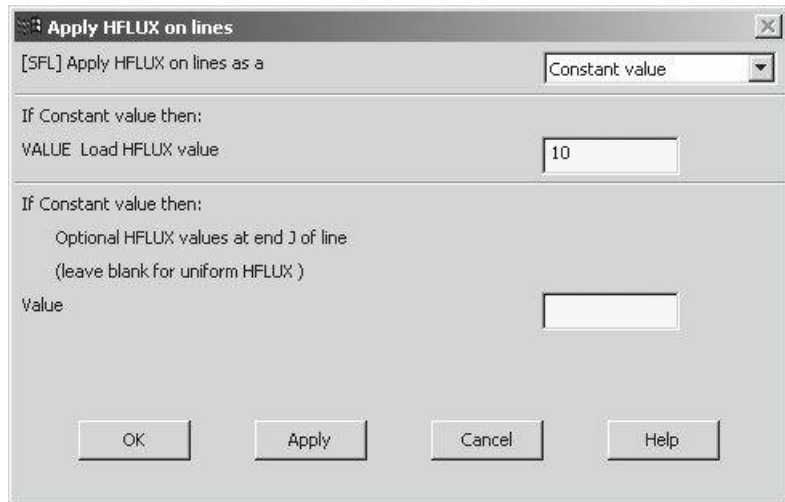 Apply HFLUX on lines
[SFL] Apply HFLUX on lines as a Constant value
If Constant value then:
VALUE Load HFLUX value 10
If Constant value then:
Optional HFLUX values at end J of line
(leave blank for uniform HFLUX )
Value
OK Apply Cancel Help